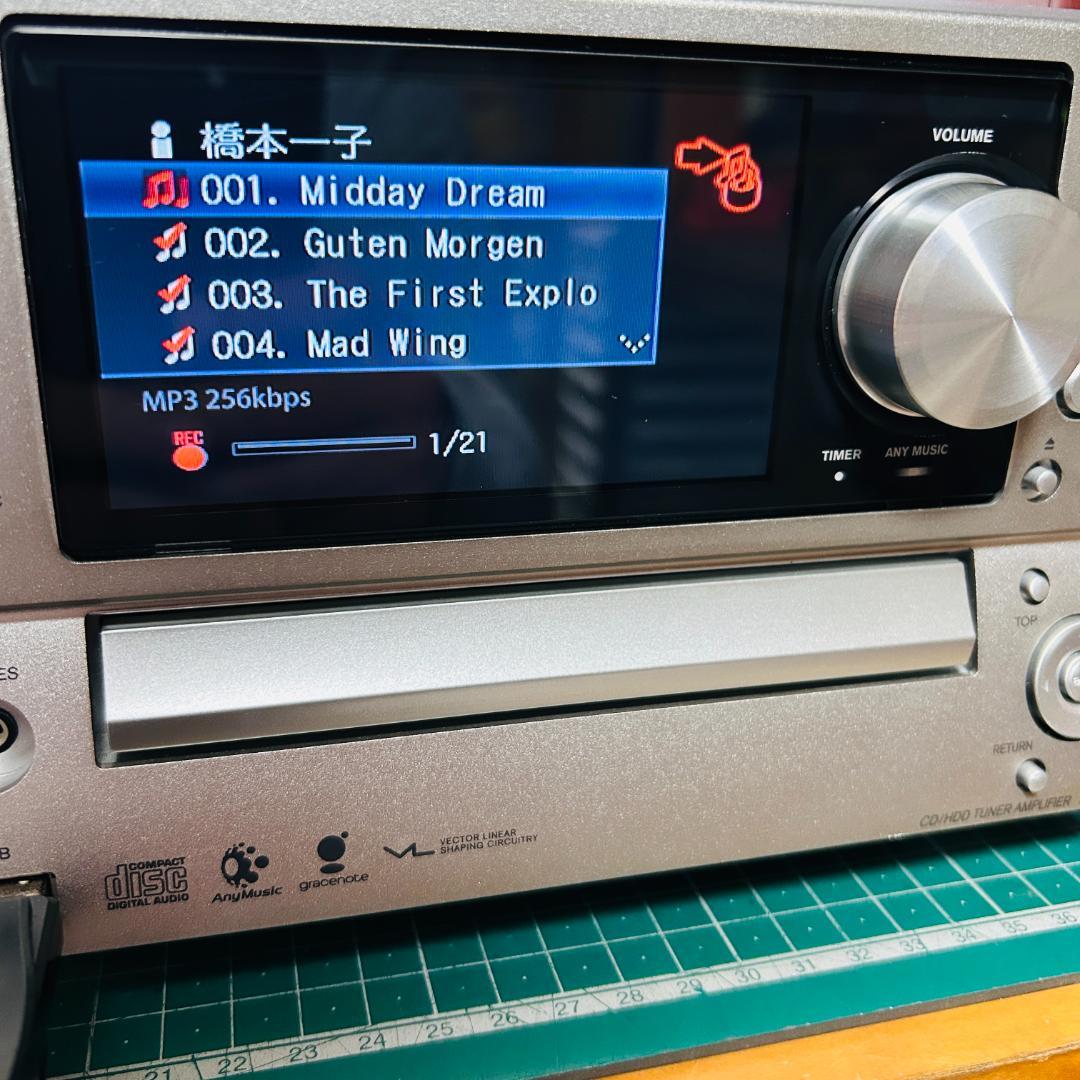 橋本一子
001. Midday Dream
002. Guten Morgen
003. The First Explo
004. Mad Wing
MP3 256kbps
REC
1/21
VOLUME
TIMER
ANY MUSIC
TOP
RETURN
CD/HDD TUNER AMPLIFIER
ES
B
COMPACT
disc
DIGITAL AUDIO
AnyMusic
gracenote
VL
VECTOR LINEAR
SHAPING CIRCUITRY
21 22 23 24 25 26 27 28 29 30 31 32 33 34 35 36